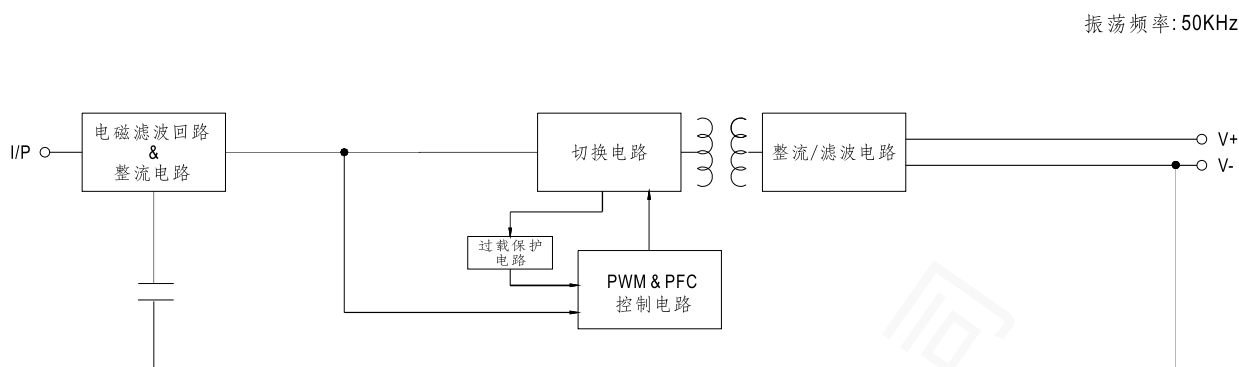 振荡频率: 50KHz
I/P
电磁滤波回路
&
整流电路
切换电路
整流/滤波电路
V+
V-
过载保护
电路
PWM & PFC
控制电路